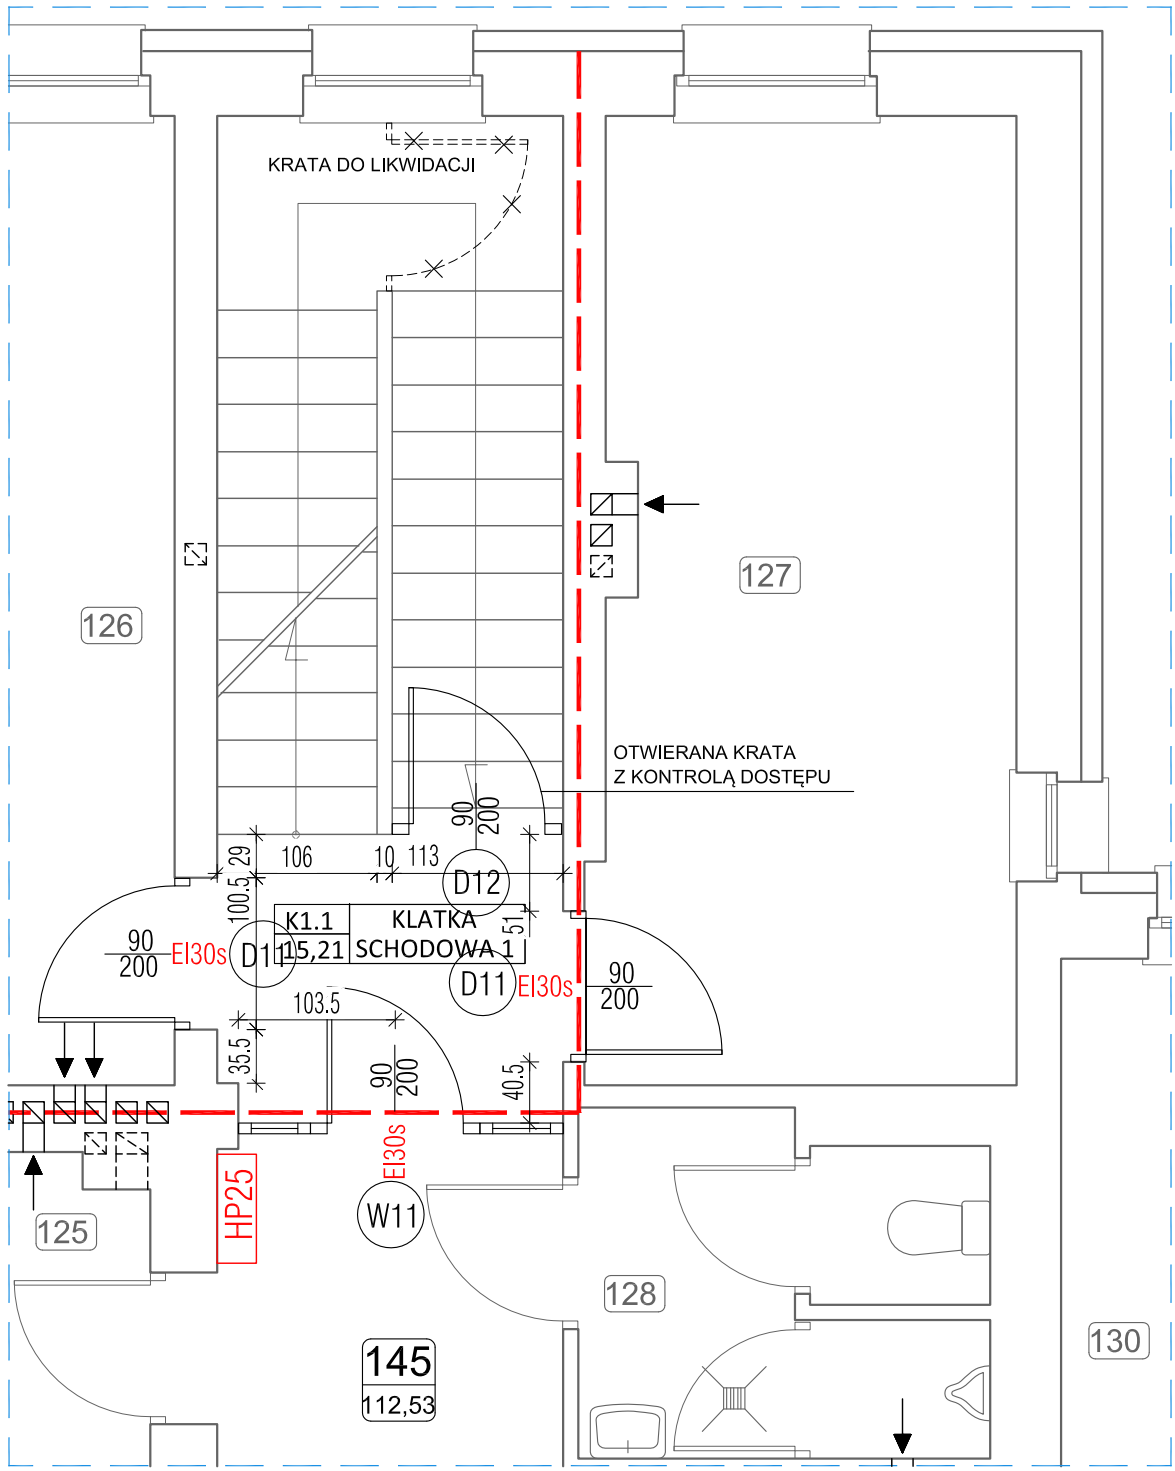 KRATA DO LIKWIDACJI
127
126
OTWIERANA KRATA
Z KONTROLĄ DOSTĘPU
90
200
29
106
10
113
D12
100.5
K1.1
KLATKA
15,21
SCHODOWA 1
51
90
200
EI30s
D11
D11
EI30s
90
200
103.5
35.5
90
200
40.5
EI30s
HP25
W11
125
128
130
145
112,53